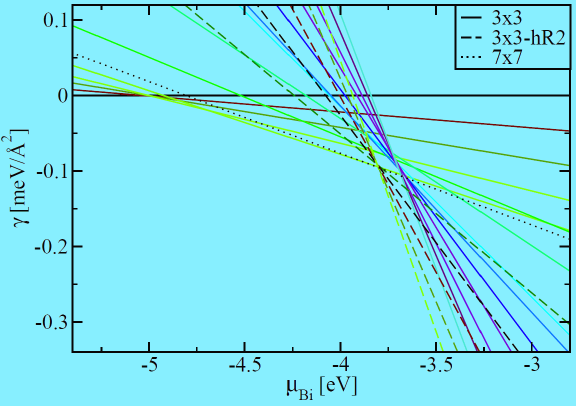 3x3
3x3-hR2
7x7
0.1
0
-0.1
-0.2
-0.3
γ [meV/Å²]
-5 -4.5 -4 -3.5 -3
μBi [eV]